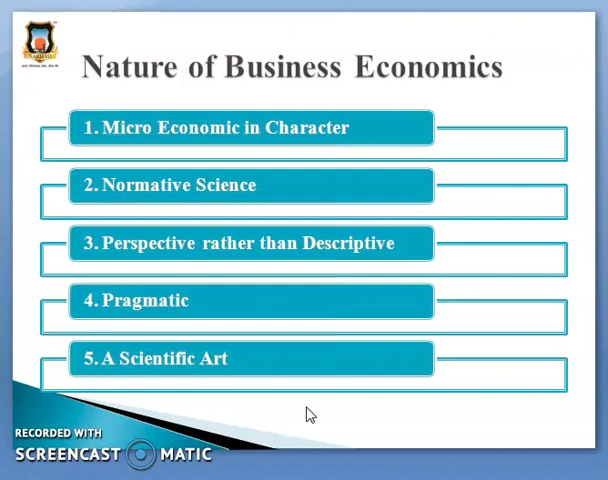 SARHAD
Nature of Business Economics
1. Micro Economic in Character
2. Normative Science
3. Perspective rather than Descriptive
4. Pragmatic
5. A Scientific Art
RECORDED WITH
SCREENCAST MATIC